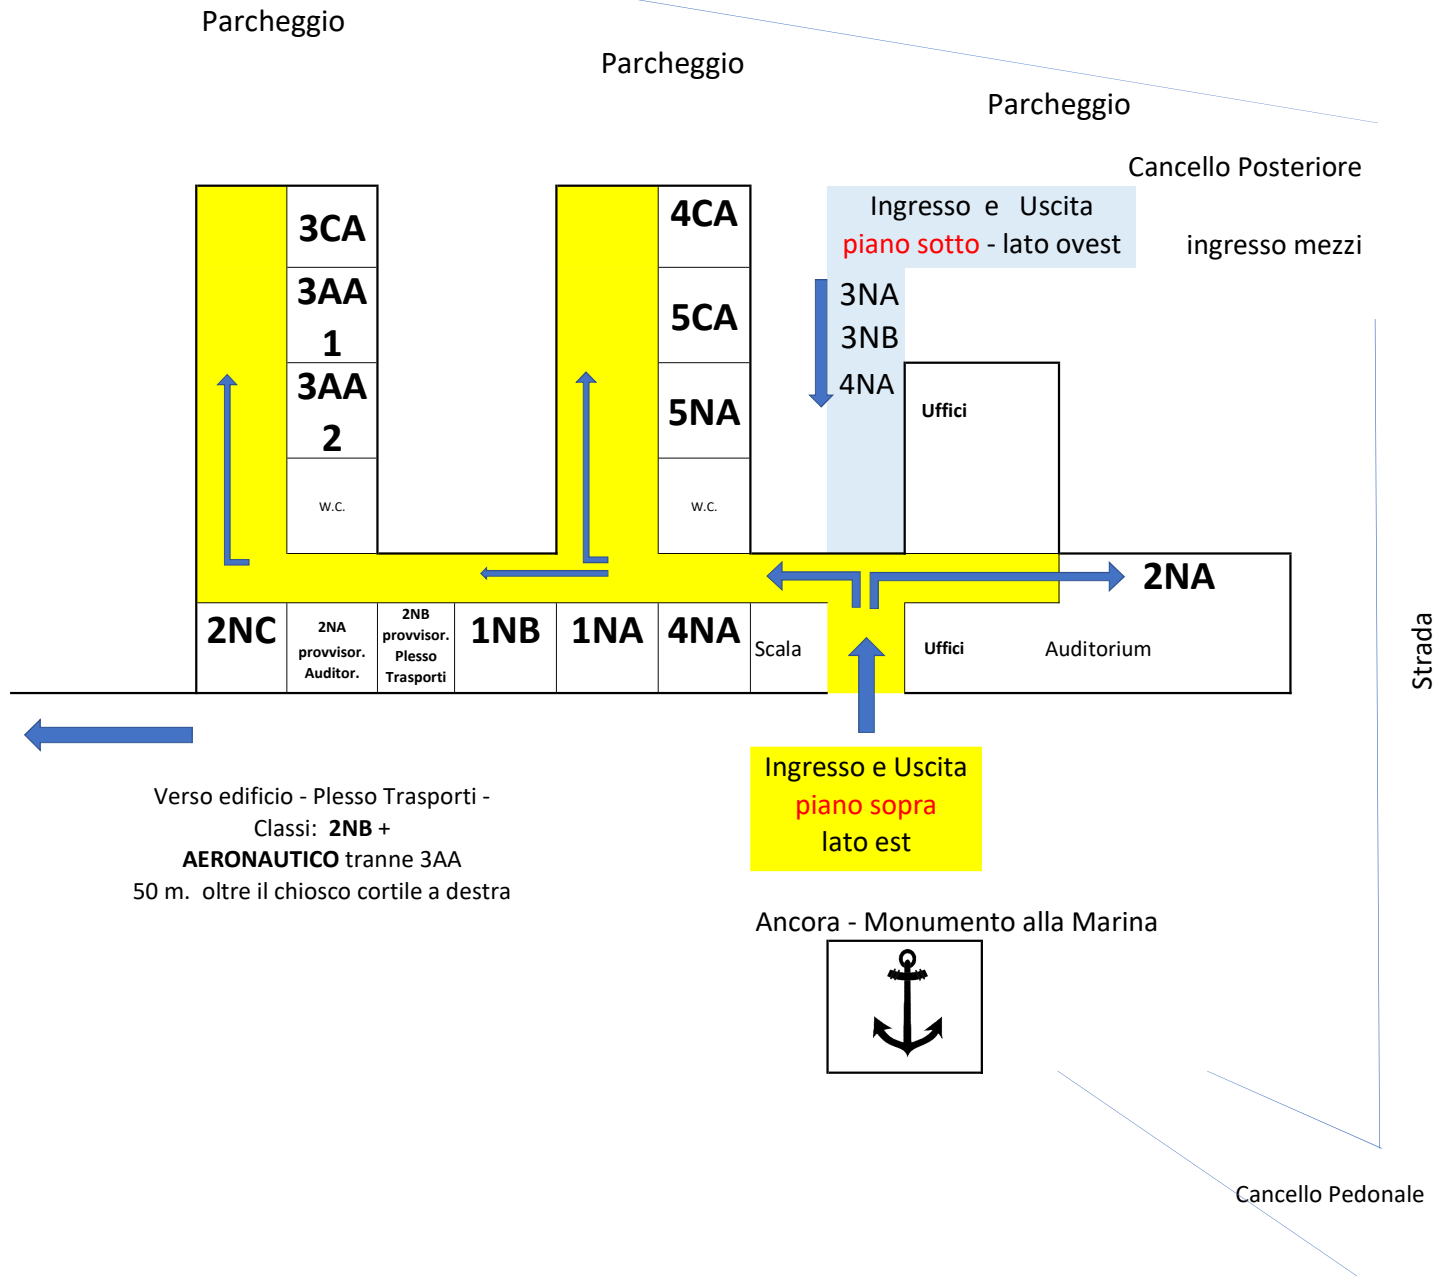 Parcheggio
Parcheggio
Parcheggio
Cancello Posteriore
ingresso mezzi
Ingresso e Uscita
piano sotto - lato ovest
3NA
3NB
4NA
3CA
3AA
1
3AA
2
W.C.
4CA
5CA
5NA
W.C.
Uffici
2NA
2NC
2NA
provvisor.
Auditor.
2NB
provvisor.
Plesso
Trasporti
1NB
1NA
4NA
Scala
Uffici
Auditorium
Strada
Ingresso e Uscita
piano sopra
lato est
Verso edificio - Plesso Trasporti -
Classi: 2NB +
AERONAUTICO tranne 3AA
50 m. oltre il chiosco cortile a destra
Ancora - Monumento alla Marina
Cancello Pedonale